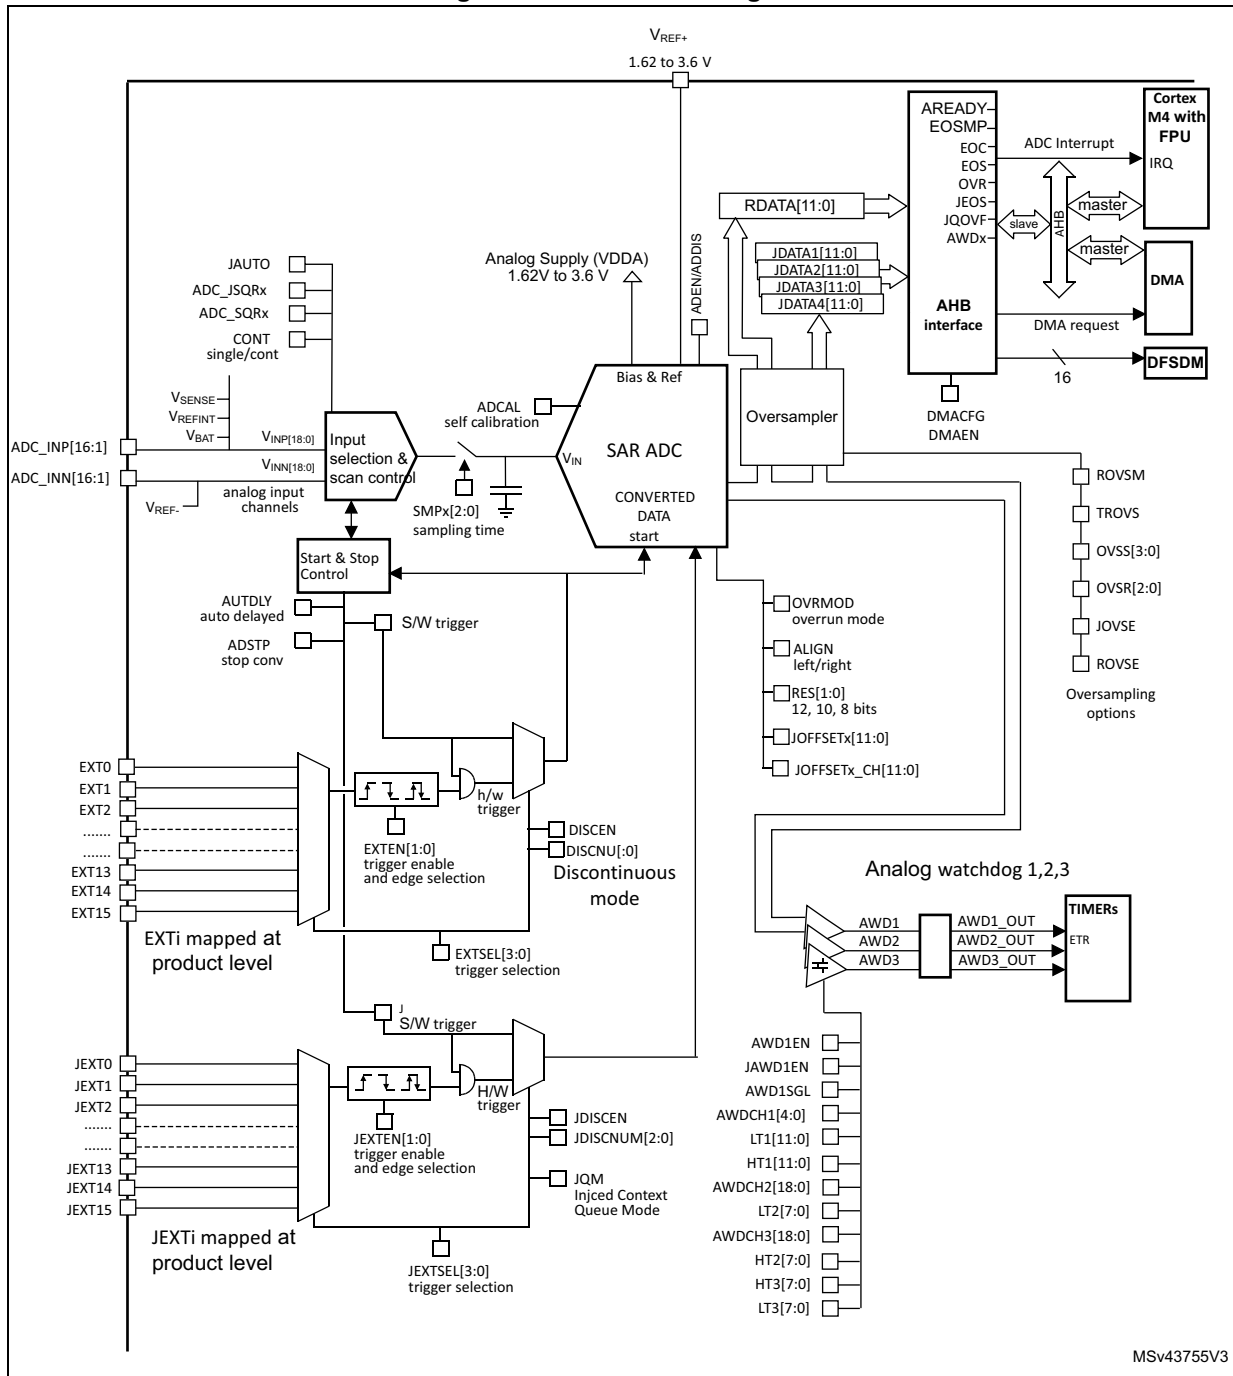 VREF+
1.62 to 3.6 V
AREADY
EOSMP
EOC
EOS
OVR
JEOS
JQOVF
AWDx
AHB
interface
ADC Interrupt
Cortex
M4 with
FPU
IRQ
slave
AHB
master
master
DMA
DMA request
16
DFSDM
DMACFG
DMAEN
RDATA[11:0]
JDATA1[11:0]
JDATA2[11:0]
JDATA3[11:0]
JDATA4[11:0]
Analog Supply (VDDA)
1.62V to 3.6 V
ADEN/ADDIS
JAUTO
ADC_JSQRx
ADC_SQRx
CONT
single/cont
VSENSE
VREFINT
VBAT
ADC_INP[16:1]
ADC_INN[16:1]
VINP[18:0]
VINN[18:0]
VREF-
analog input
channels
Input
selection &
scan control
ADCAL
self calibration
SMPx[2:0]
sampling time
Bias & Ref
SAR ADC
VIN
CONVERTED
DATA
start
Oversampler
ROVSM
TROVS
OVSS[3:0]
OVSR[2:0]
JOVSE
ROVSE
Oversampling
options
Start & Stop
Control
AUTDLY
auto delayed
ADSTP
stop conv
S/W trigger
OVRMOD
overrun mode
ALIGN
left/right
RES[1:0]
12, 10, 8 bits
JOFFSETx[11:0]
JOFFSETx_CH[11:0]
EXT0
EXT1
EXT2
.......
.......
EXT13
EXT14
EXT15
h/w
trigger
EXTEN[1:0]
trigger enable
and edge selection
DISCEN
DISCNU[:0]
Discontinuous
mode
EXTi mapped at
product level
EXTSEL[3:0]
trigger selection
Analog watchdog 1,2,3
AWD1
AWD2
AWD3
AWD1_OUT
AWD2_OUT
AWD3_OUT
TIMERs
ETR
J
S/W trigger
JEXT0
JEXT1
JEXT2
.......
.......
JEXT13
JEXT14
JEXT15
H/W
trigger
JEXTEN[1:0]
trigger enable
and edge selection
JDISCEN
JDISCNUM[2:0]
JQM
Injced Context
Queue Mode
JEXTi mapped at
product level
JEXTSEL[3:0]
trigger selection
AWD1EN
JAWD1EN
AWD1SGL
AWDCH1[4:0]
LT1[11:0]
HT1[11:0]
AWDCH2[18:0]
LT2[7:0]
AWDCH3[18:0]
HT2[7:0]
HT3[7:0]
LT3[7:0]
MSv43755V3